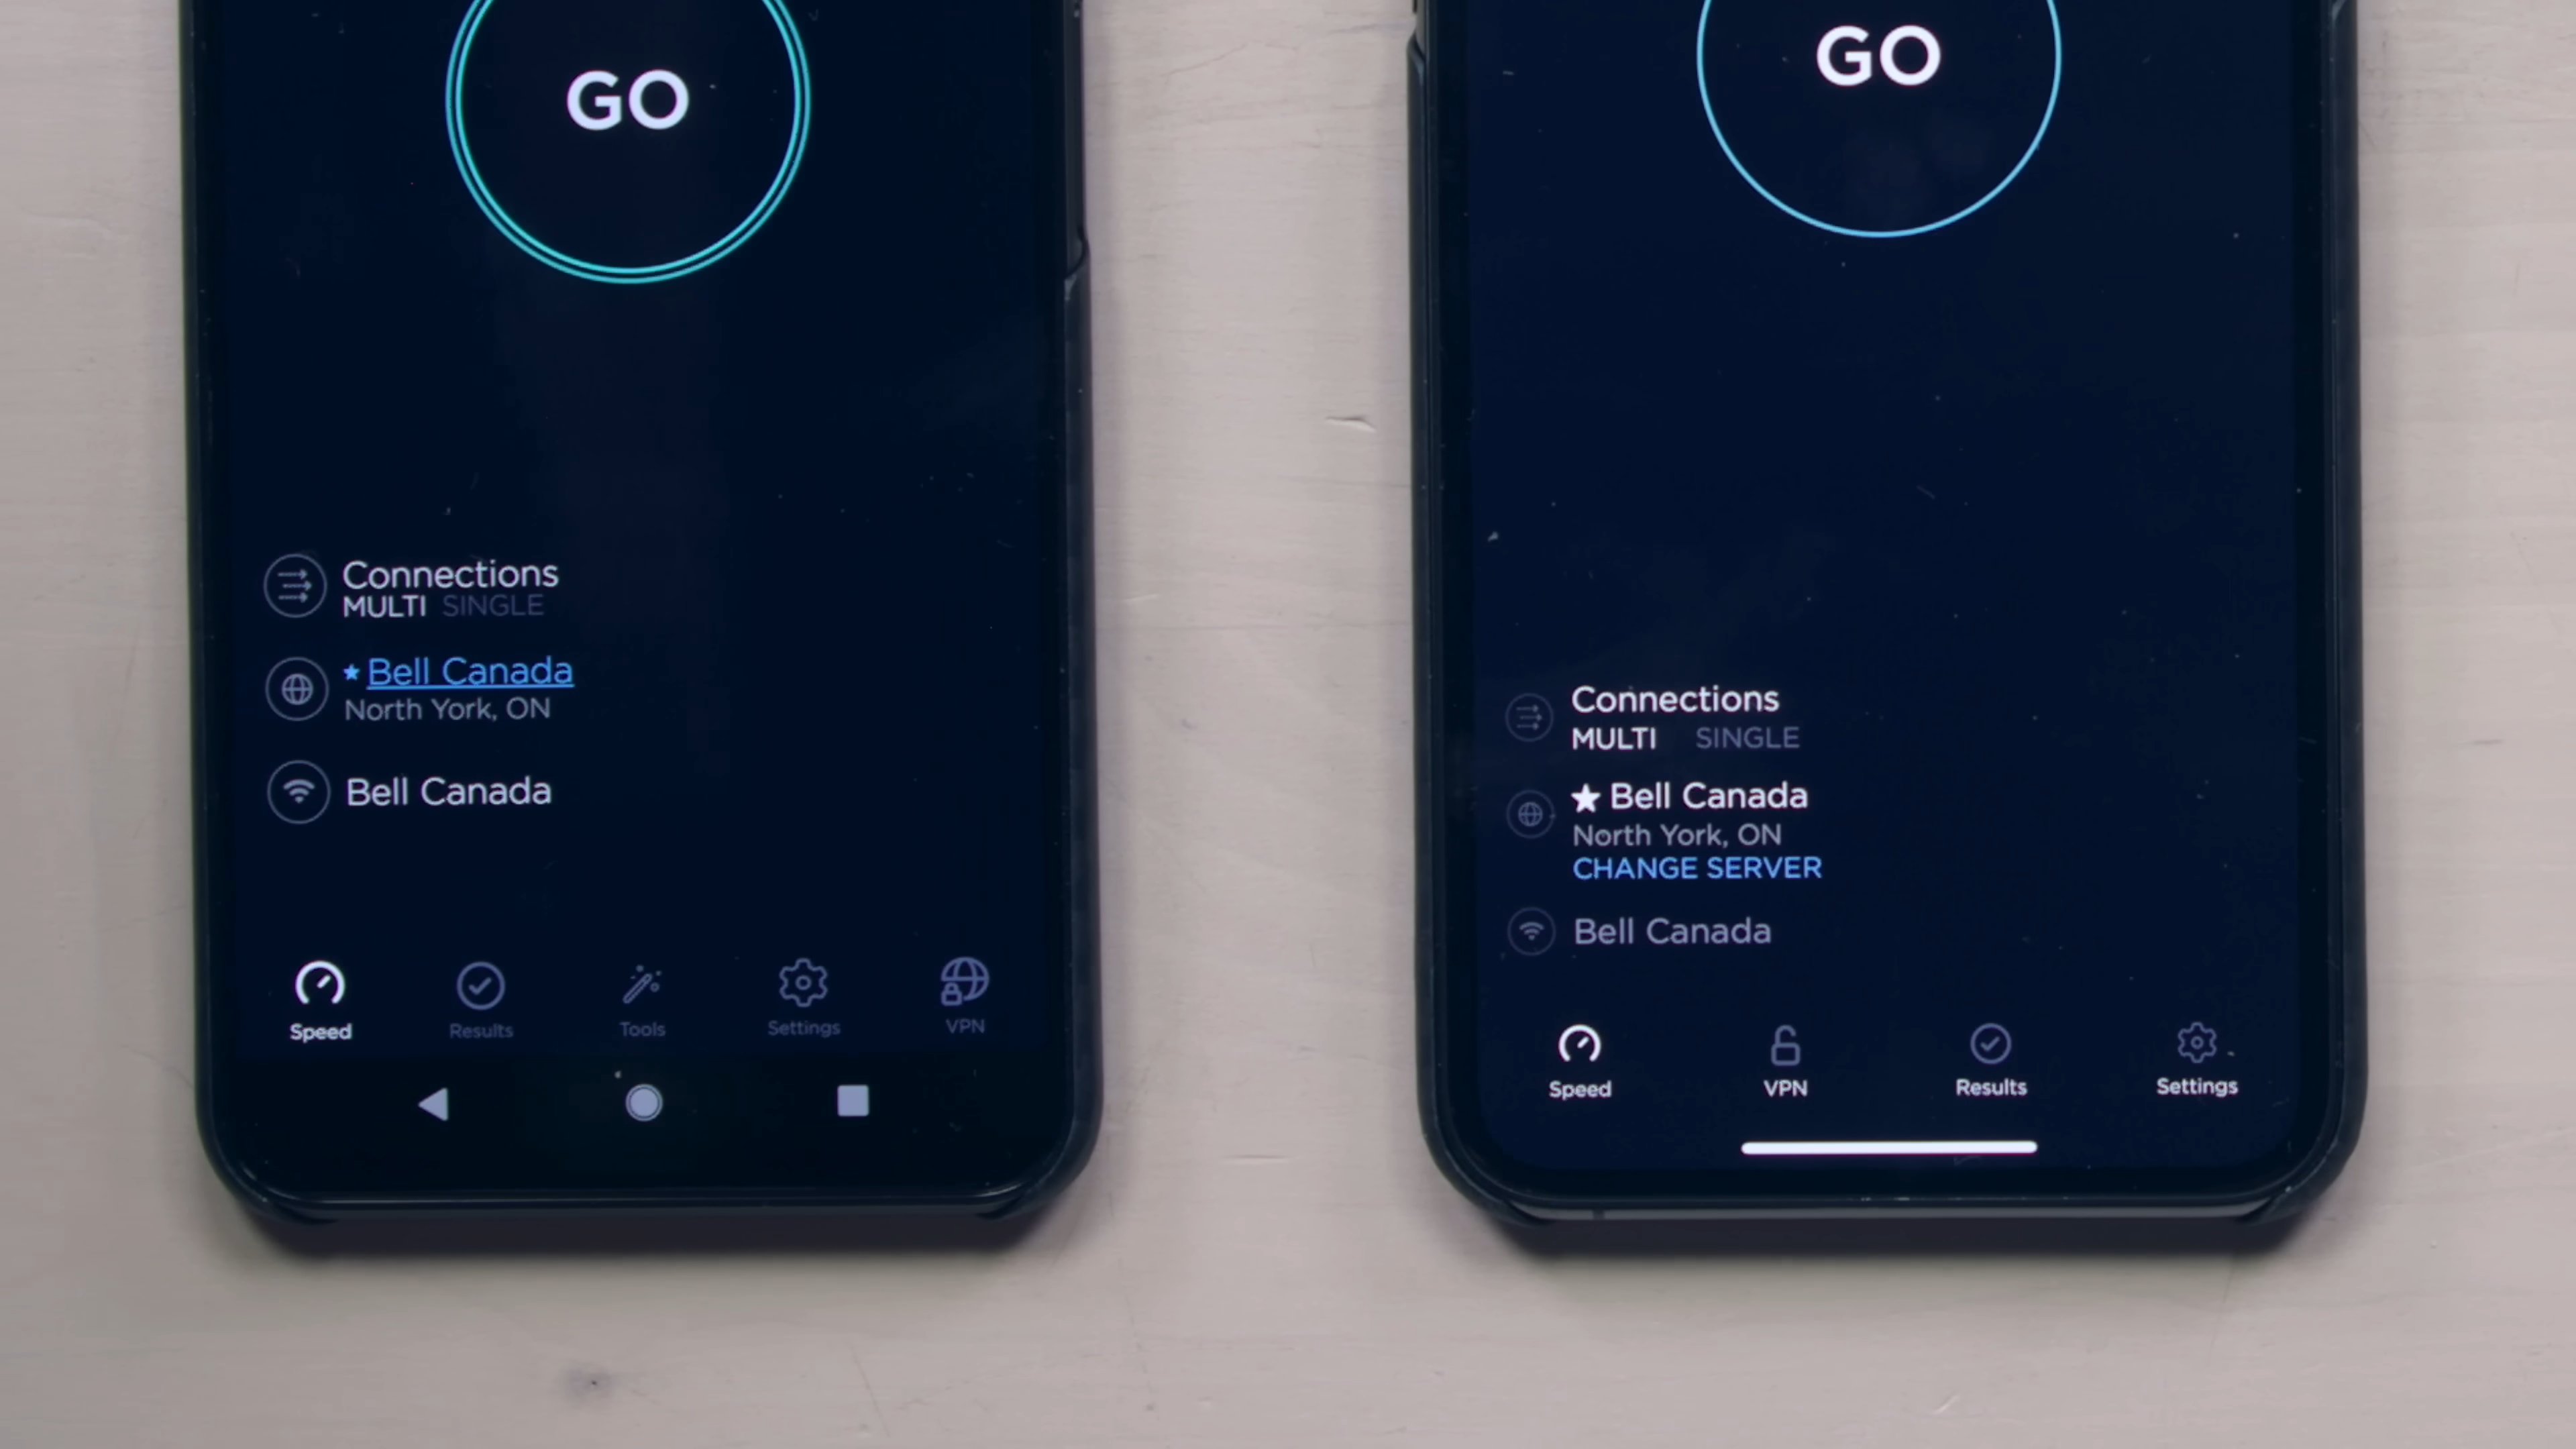 GO
Connections
MULTI SINGLE
Bell Canada
North York, ON
Bell Canada
Speed Results Tools Settings VPN
GO
Connections
MULTI SINGLE
Bell Canada
North York, ON
CHANGE SERVER
Bell Canada
Speed VPN Results Settings